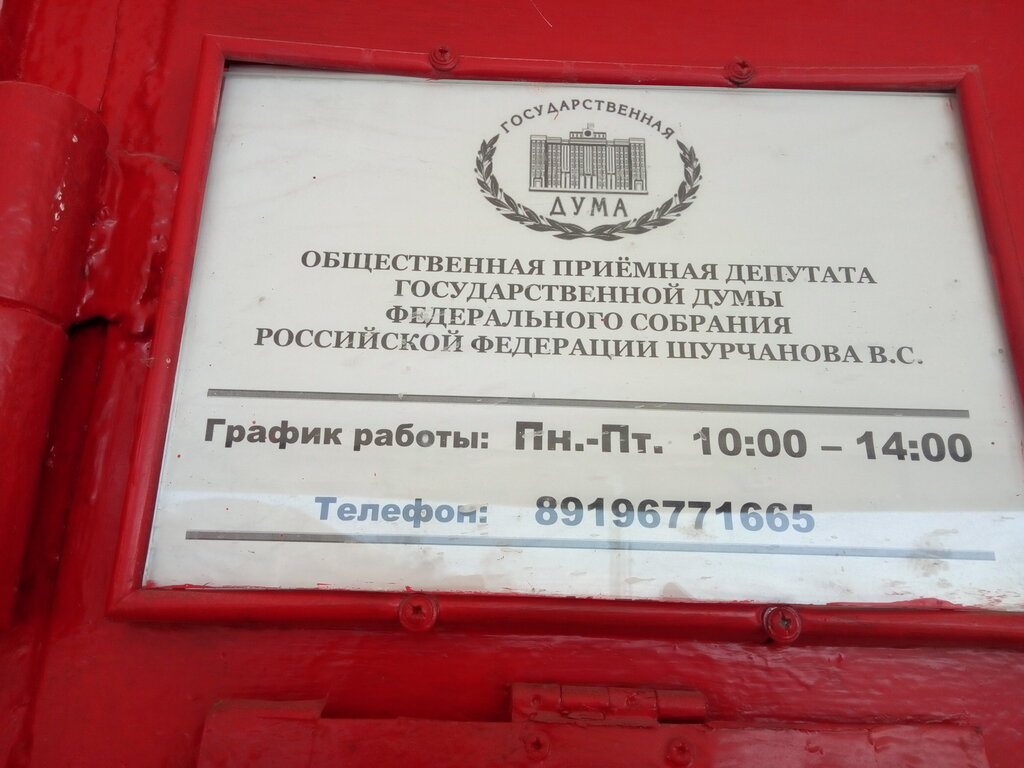 ГОСУДАРСТВЕННАЯ
ДУМА
ОБЩЕСТВЕННАЯ ПРИЁМНАЯ ДЕПУТАТА
ГОСУДАРСТВЕННОЙ ДУМЫ
ФЕДЕРАЛЬНОГО СОБРАНИЯ
РОССИЙСКОЙ ФЕДЕРАЦИИ ШУРЧАНОВА В.С.
График работы: Пн.-Пт. 10:00 – 14:00
Телефон: 89196771665